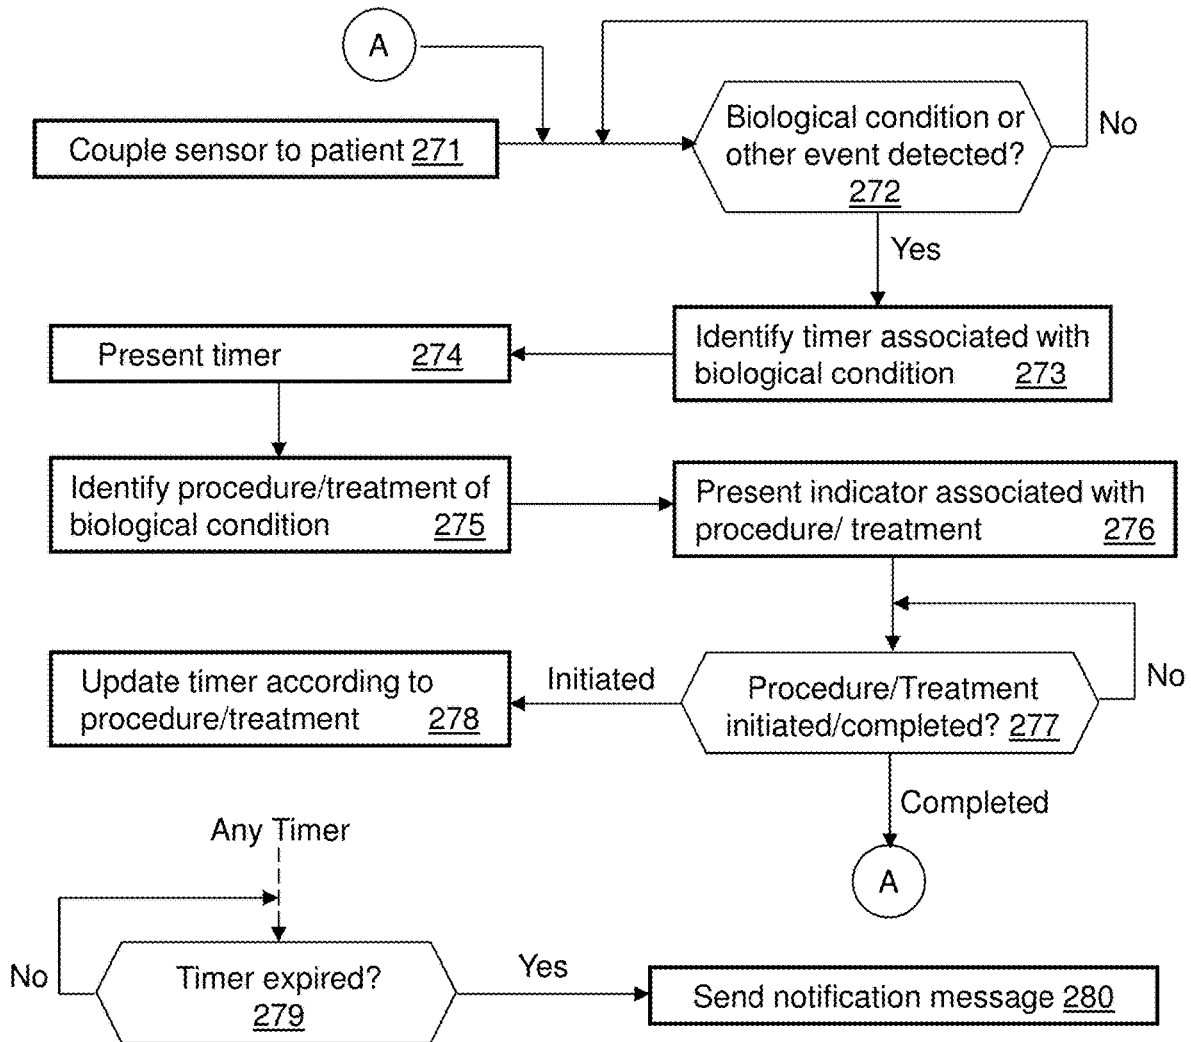 A
Couple sensor to patient 271
Biological condition or
other event detected?
272
No
Yes
Identify timer associated with
biological condition 273
Present timer 274
Identify procedure/treatment of
biological condition 275
Present indicator associated with
procedure/ treatment 276
Procedure/Treatment
initiated/completed? 277
No
Initiated
Update timer according to
procedure/treatment 278
Completed
A
Any Timer
Timer expired?
279
No
Yes
Send notification message 280